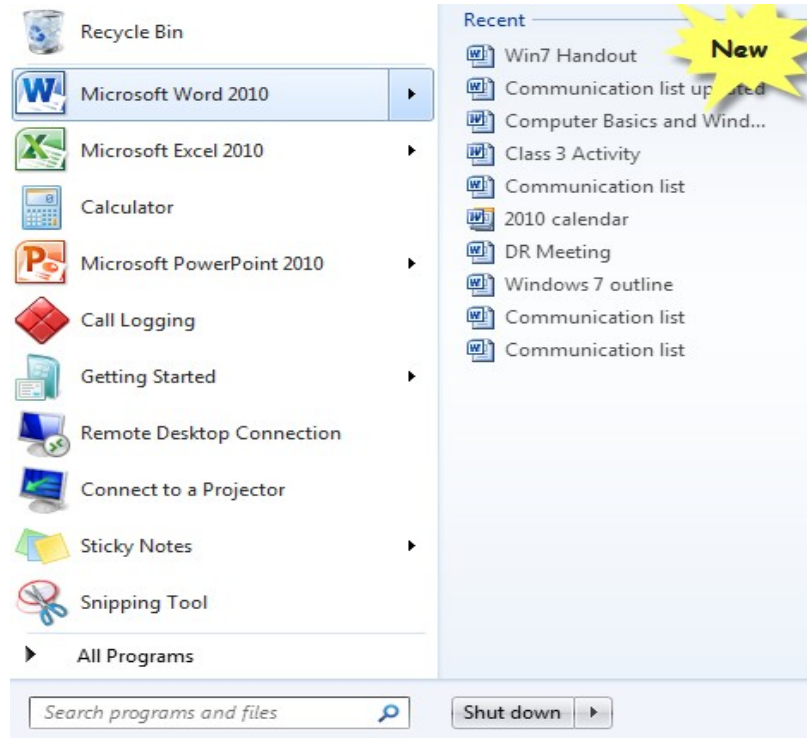 Recycle Bin
Microsoft Word 2010
Microsoft Excel 2010
Calculator
Microsoft PowerPoint 2010
Call Logging
Getting Started
Remote Desktop Connection
Connect to a Projector
Sticky Notes
Snipping Tool
All Programs
Search programs and files
Recent
New
Win7 Handout
Communication list updated
Computer Basics and Wind...
Class 3 Activity
Communication list
2010 calendar
DR Meeting
Windows 7 outline
Communication list
Communication list
Shut down